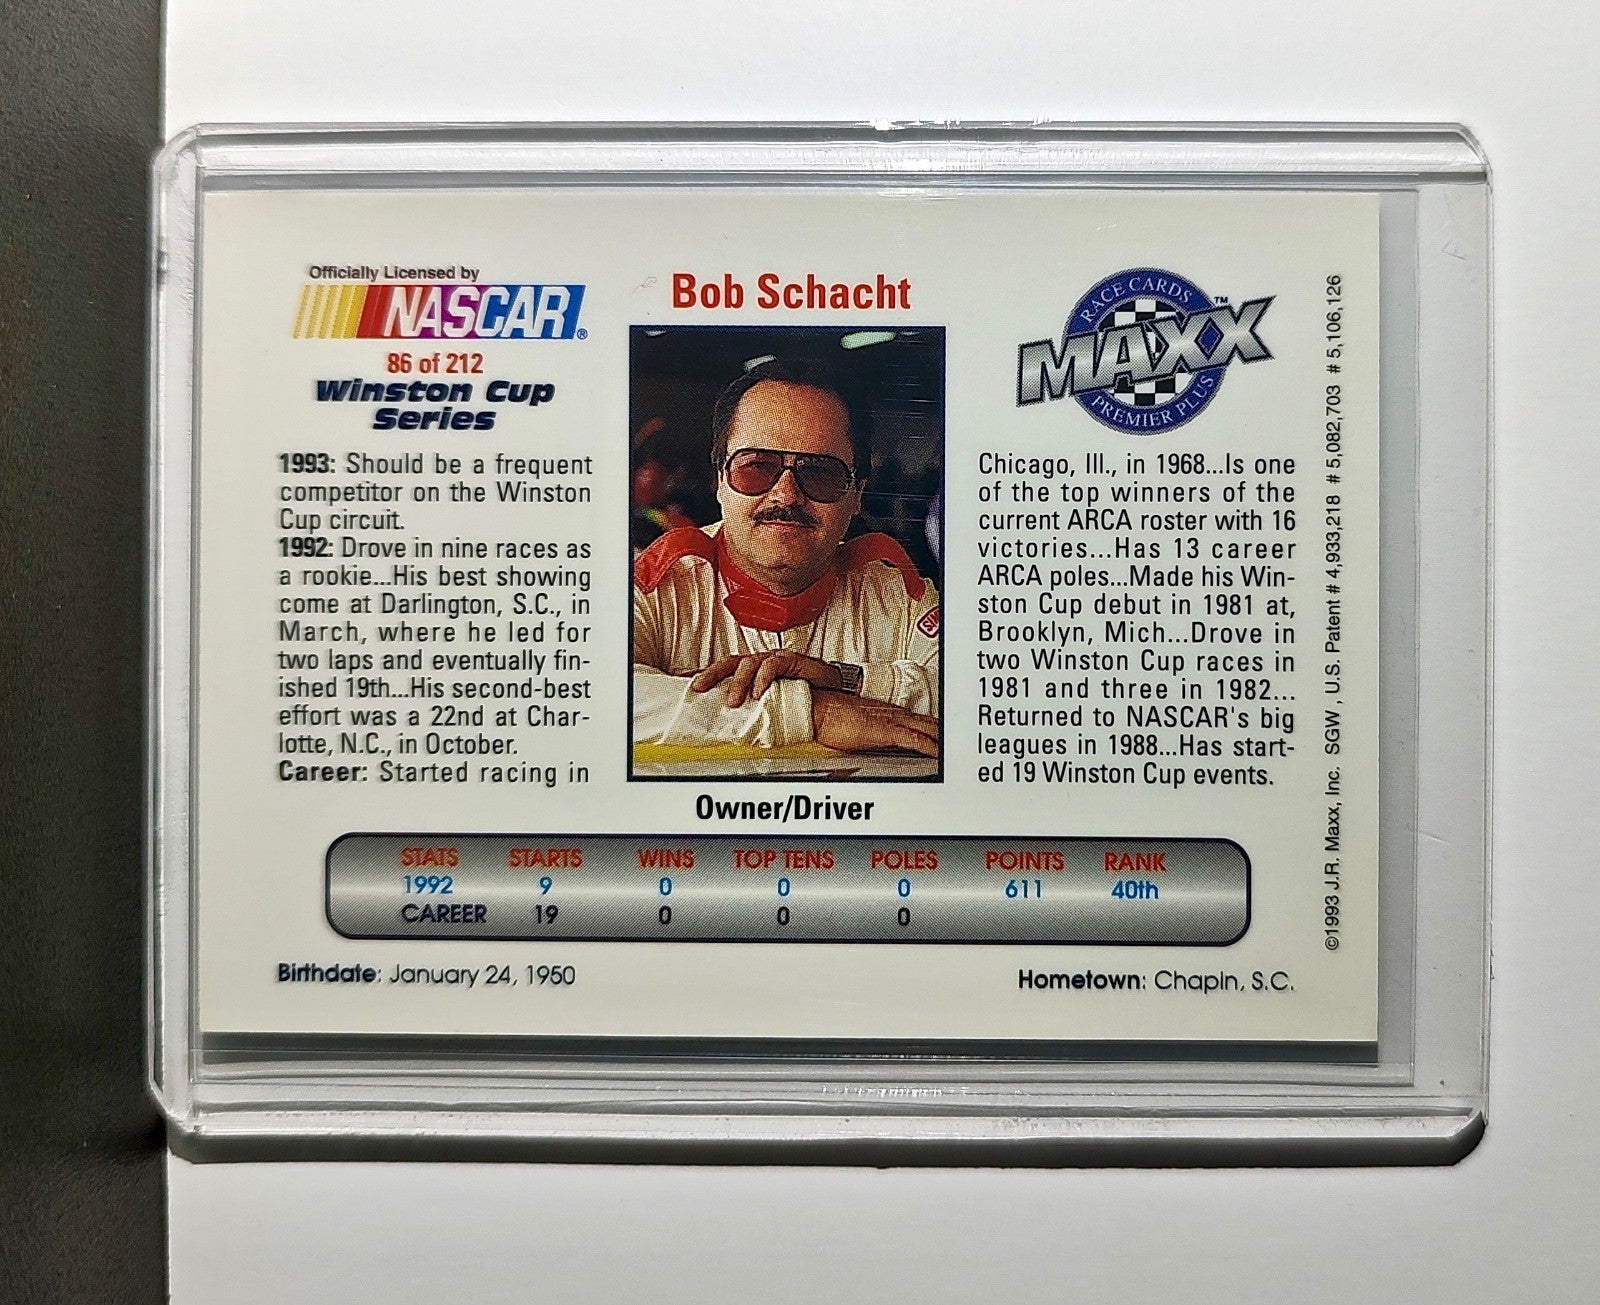 Officially Licensed by
NASCAR®
86 of 212
Winston Cup
Series
1993: Should be a frequent
competitor on the Winston
Cup circuit.
1992: Drove in nine races as
a rookie...His best showing
come at Darlington, S.C., in
March, where he led for
two laps and eventually fin-
ished 19th...His second-best
effort was a 22nd at Char-
lotte, N.C., in October.
Career: Started racing in
Bob Schacht
Owner/Driver
RACE CARDS
MAXX™
PREMIER PLUS
Chicago, Ill., in 1968...Is one
of the top winners of the
current ARCA roster with 16
victories...Has 13 career
ARCA poles...Made his Win-
ston Cup debut in 1981 at,
Brooklyn, Mich...Drove in
two Winston Cup races in
1981 and three in 1982...
Returned to NASCAR's big
leagues in 1988...Has start-
ed 19 Winston Cup events.
STATS STARTS WINS TOP TENS POLES POINTS RANK
1992 9 0 0 0 611 40th
CAREER 19 0 0 0
Birthdate: January 24, 1950
Hometown: Chapin, S.C.
©1993 J.R. Maxx, Inc. SGW, U.S. Patent # 4,933,218 # 5,082,703 # 5,106,126